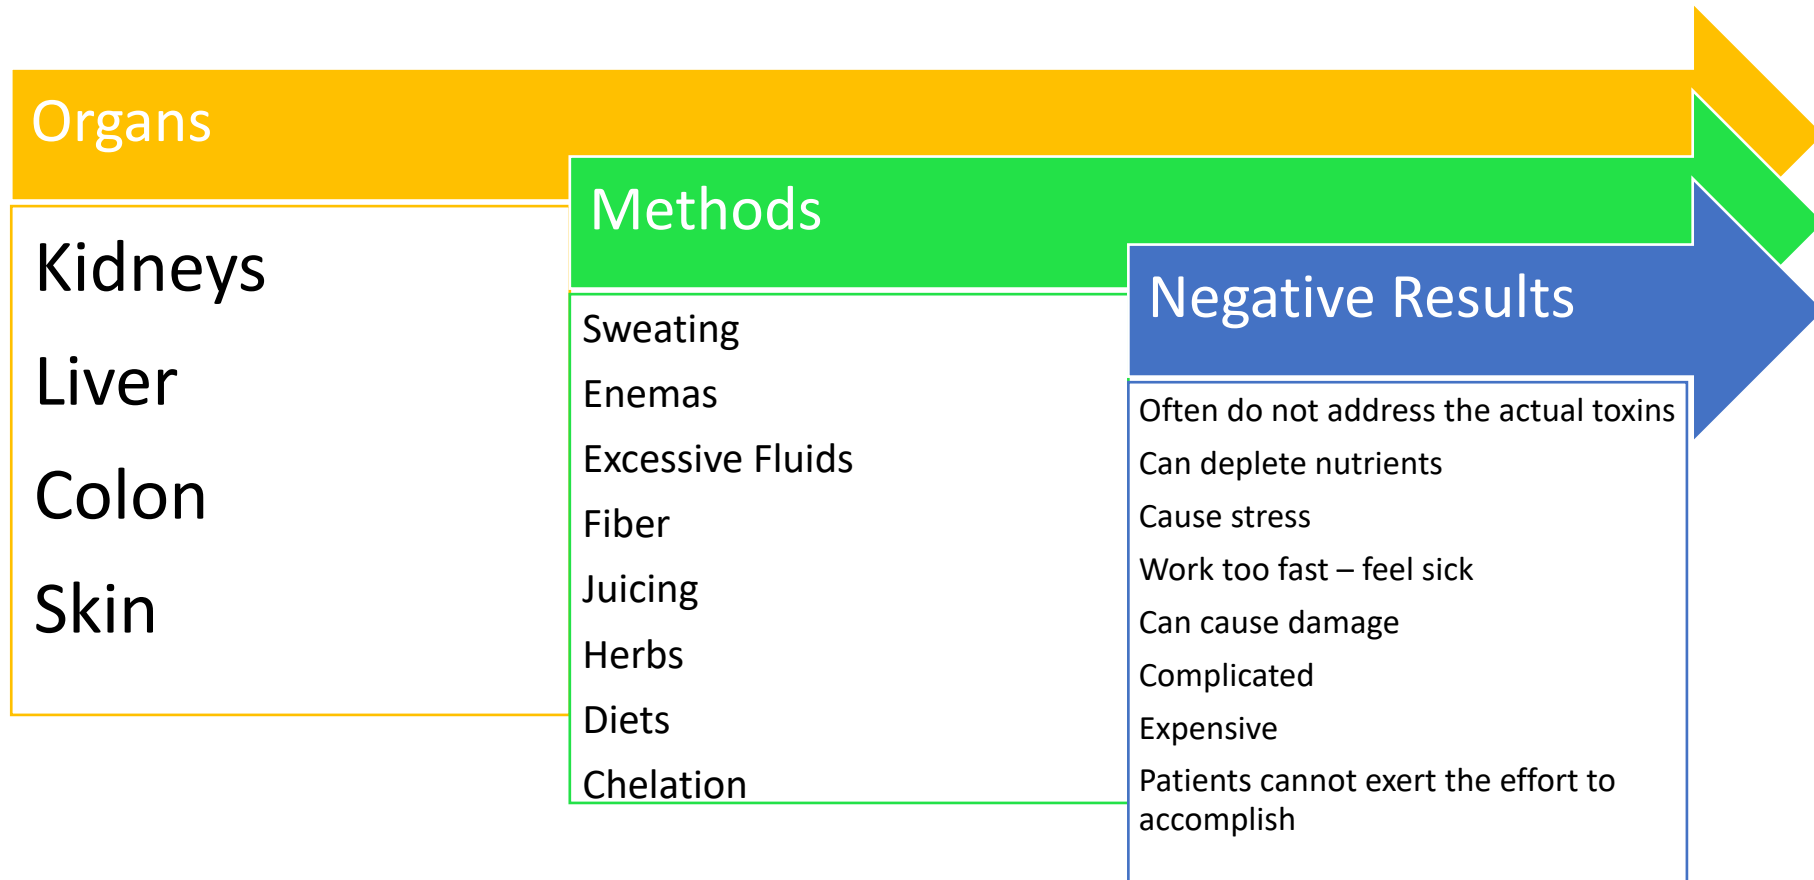 Organs
Kidneys
Liver
Colon
Skin
Methods
Sweating
Enemas
Excessive Fluids
Fiber
Juicing
Herbs
Diets
Chelation
Negative Results
Often do not address the actual toxins
Can deplete nutrients
Cause stress
Work too fast – feel sick
Can cause damage
Complicated
Expensive
Patients cannot exert the effort to
accomplish